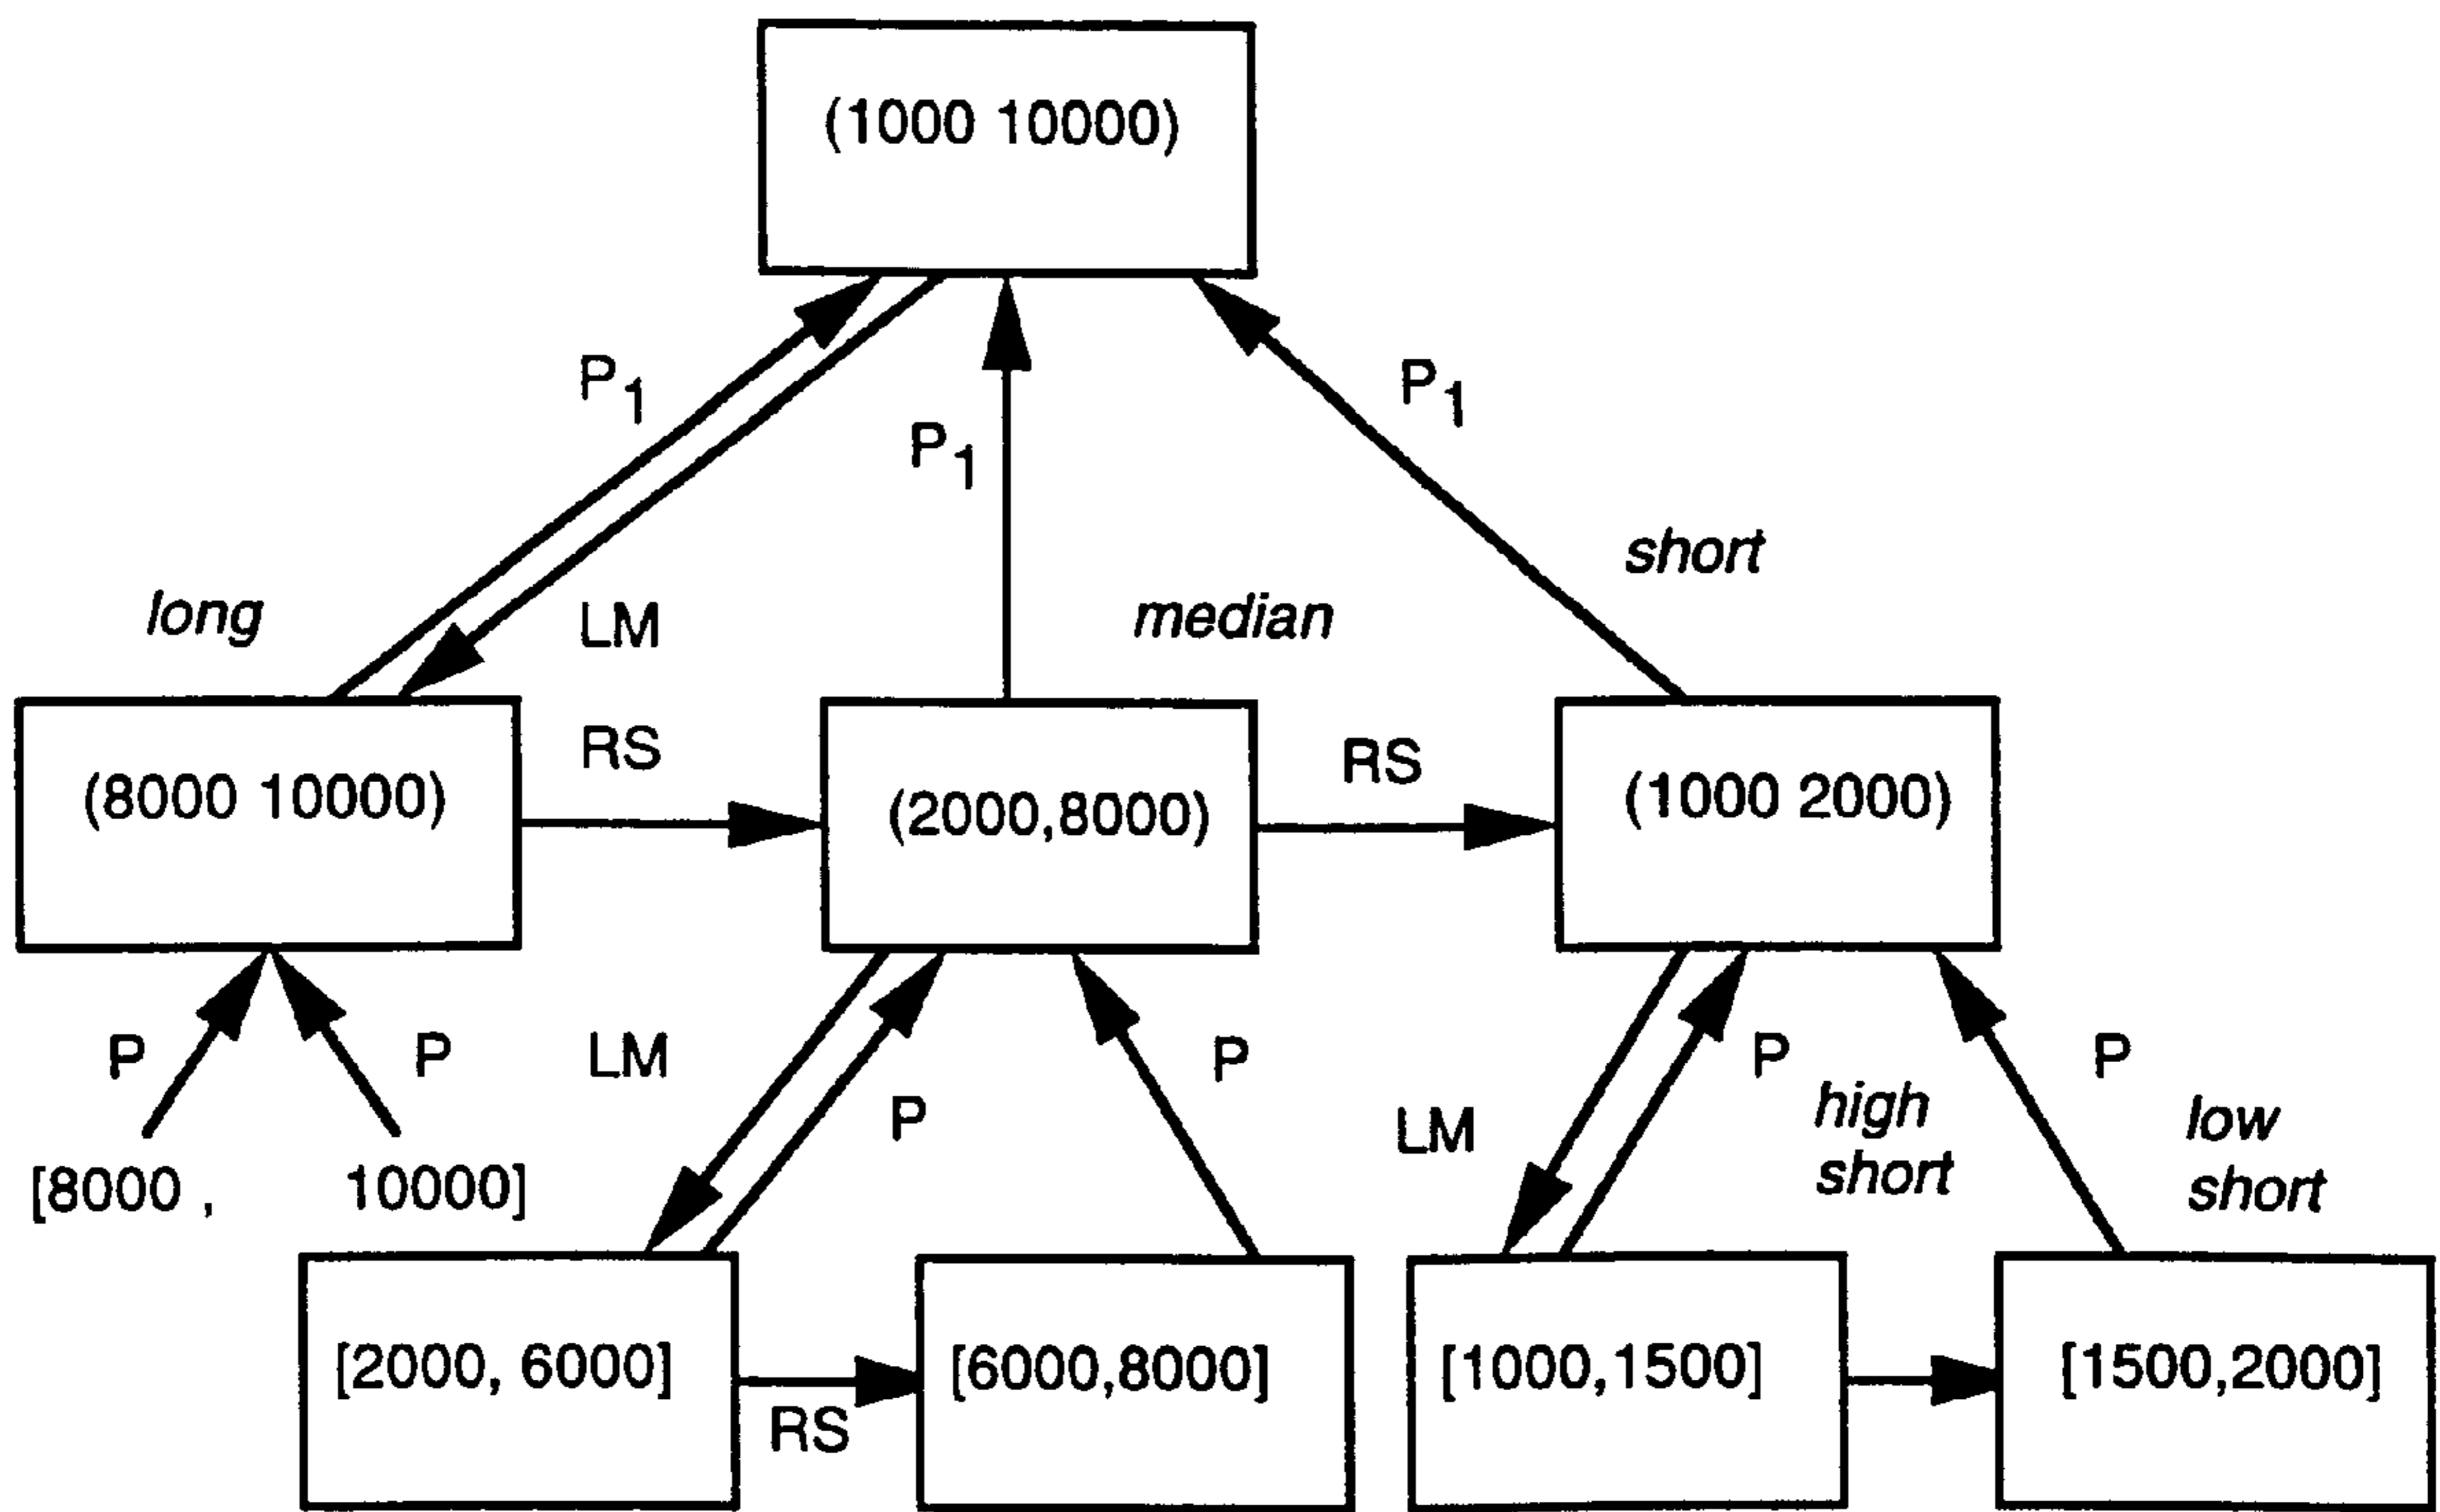 (1000 10000)
P1
P1
P1
short
long
LM
median
RS
RS
(8000 10000)
(2000,8000)
(1000 2000)
P
P
LM
P
P
P
P
high
short
low
short
LM
[8000 ,
10000]
[2000, 6000]
[6000,8000]
[1000,1500]
[1500,2000]
RS